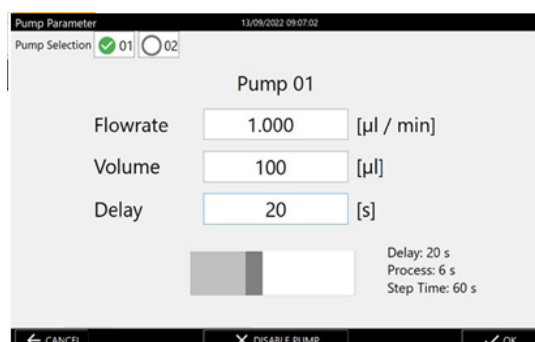 Pump Parameter 13/09/2022 09:07:02
Pump Selection 01 02
Pump 01
Flowrate 1.000 [µl / min]
Volume 100 [µl]
Delay 20 [s]
Delay: 20 s
Process: 6 s
Step Time: 60 s
CANCEL DISABLE PUMP OK